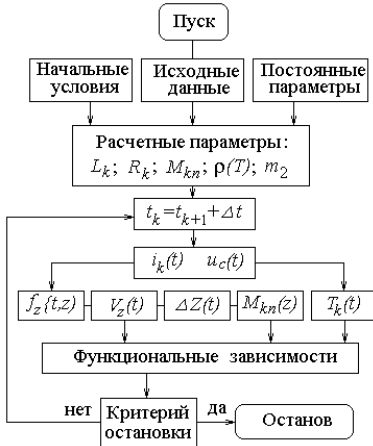 Пуск
Начальные условия
Исходные данные
Постоянные параметры
Расчетные параметры:
L_k; R_k; M_kn; ρ(T); m_2
t_k=t_k+1+Δt
i_k(t) u_c(t)
f_z{t,z) V_z(t) ΔZ(t) M_kn(z) T_k(t)
Функциональные зависимости
нет
Критерий остановки
да
Останов